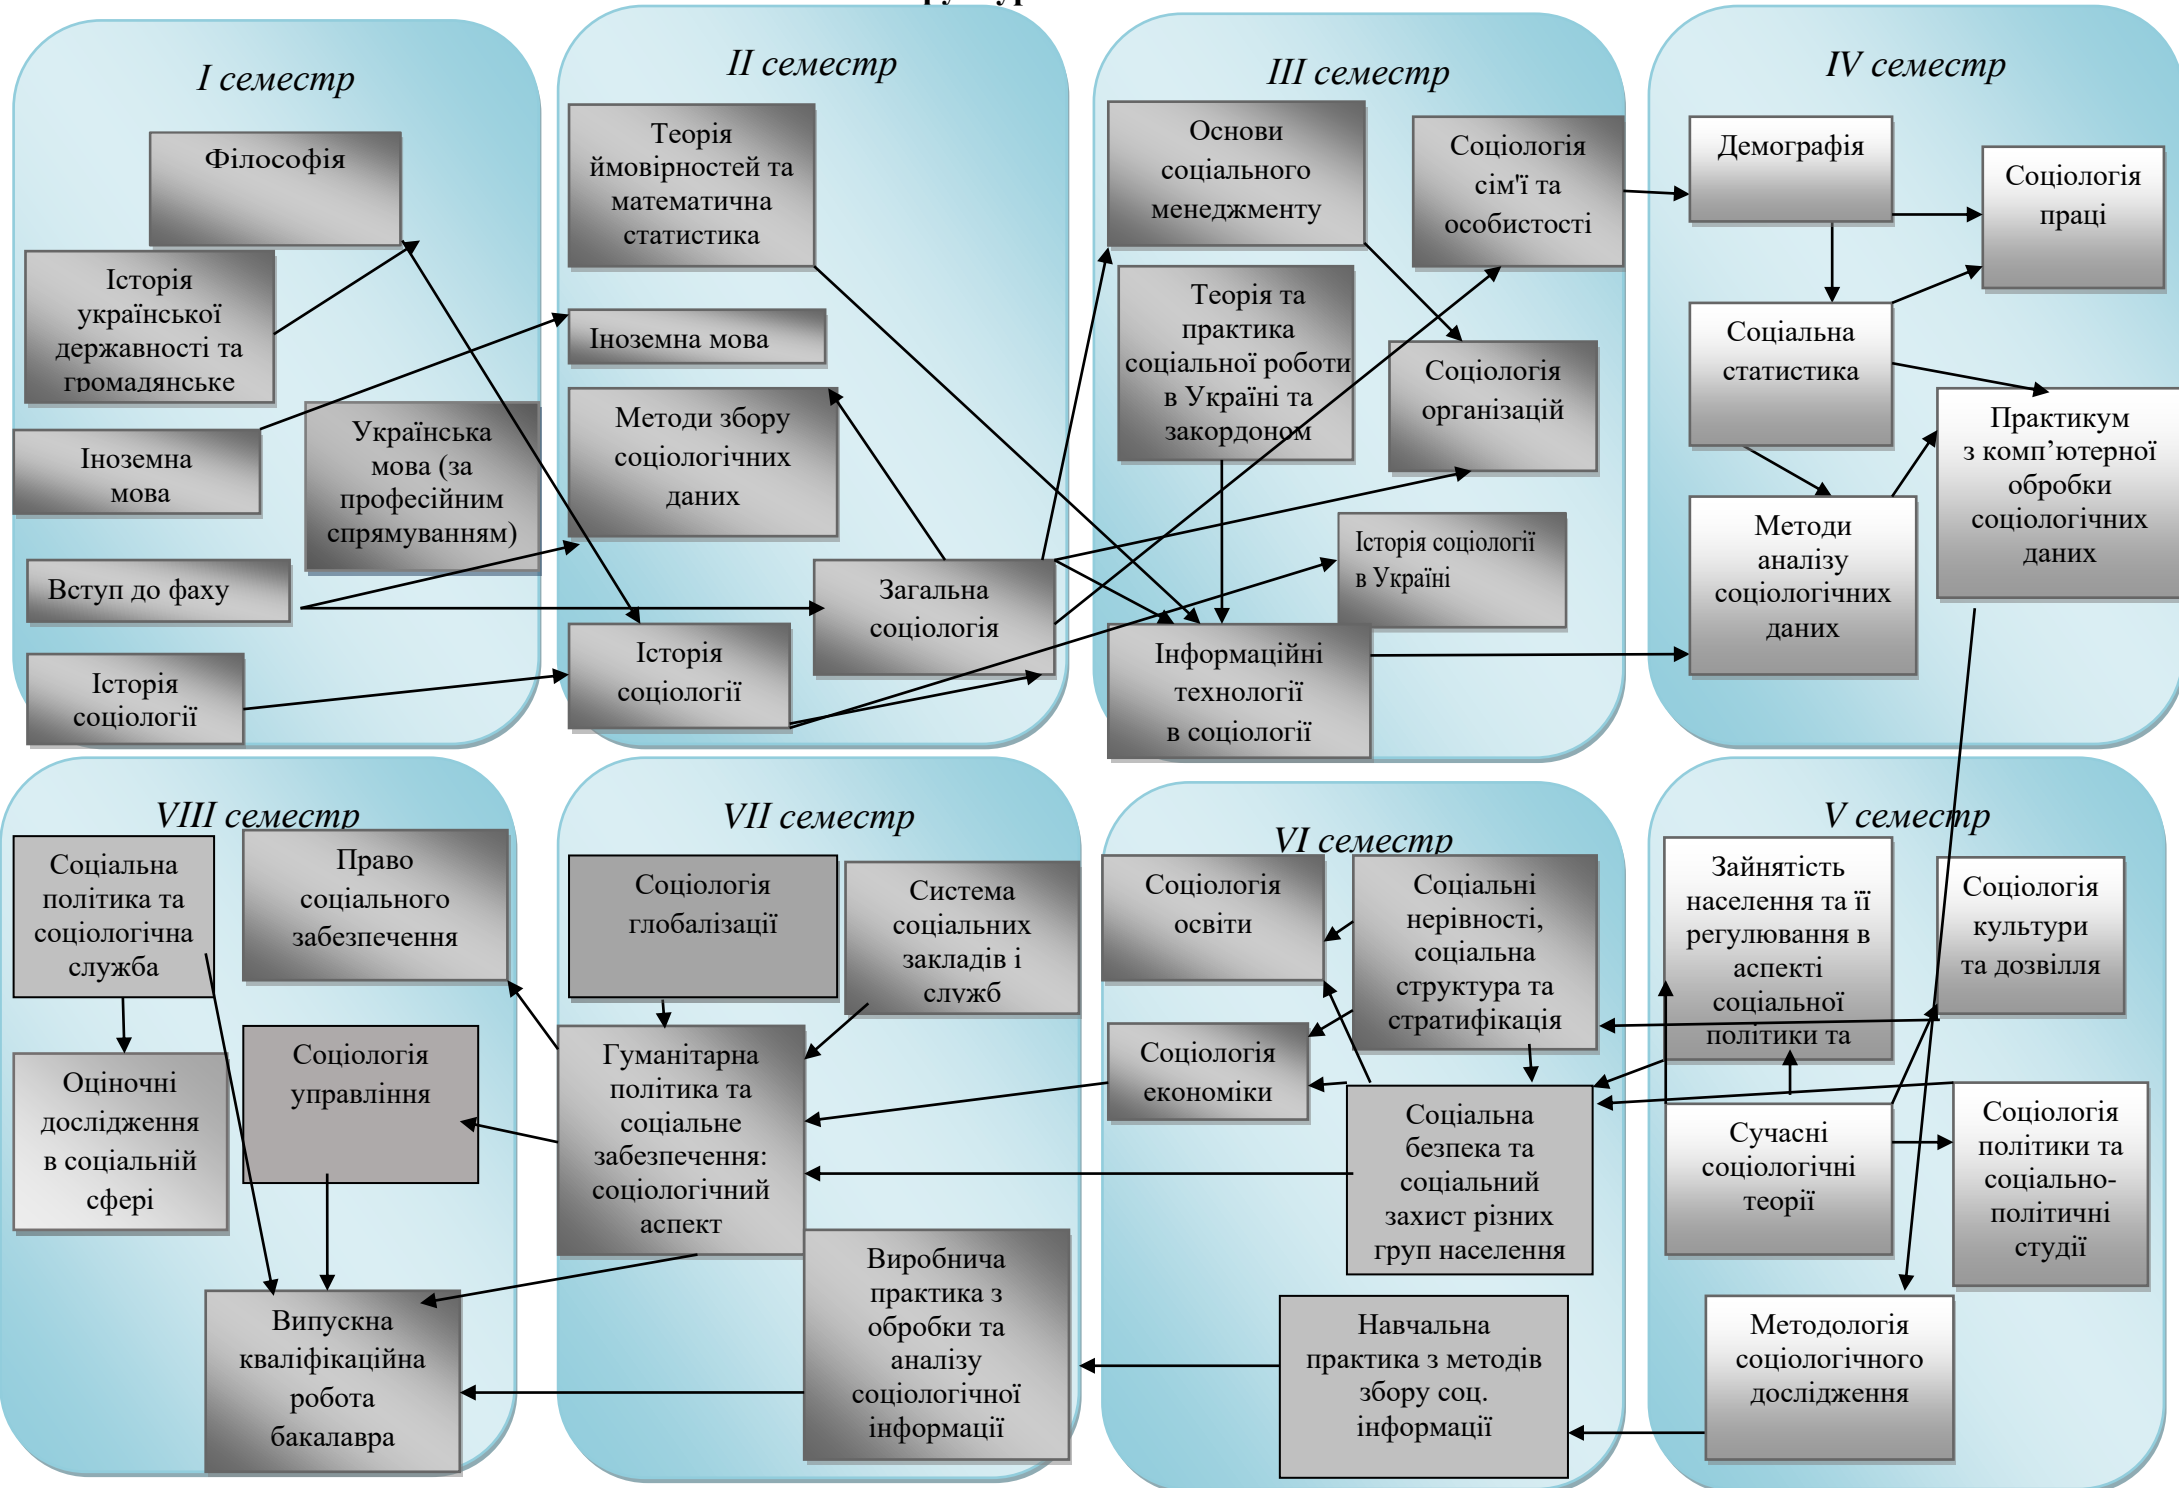 I семестр
Філософія
Історія
української
державності та
громадянське
Іноземна
мова
Українська
мова (за
професійним
спрямуванням)
Вступ до фаху
Історія
соціології
II семестр
Теорія
ймовірностей та
математична
статистика
Іноземна мова
Методи збору
соціологічних
даних
Загальна
соціологія
Історія
соціології
III семестр
Основи
соціального
менеджменту
Соціологія
сім'ї та
особистості
Теорія та
практика
соціальної роботи
в Україні та
закордоном
Соціологія
організацій
Історія соціології
в Україні
Інформаційні
технології
в соціології
IV семестр
Демографія
Соціологія
праці
Соціальна
статистика
Практикум
з комп’ютерної
обробки
соціологічних
даних
Методи
аналізу
соціологічних
даних
VIII семестр
Соціальна
політика та
соціологічна
служба
Право
соціального
забезпечення
Оціночні
дослідження
в соціальній
сфері
Соціологія
управління
Випускна
кваліфікаційна
робота
бакалавра
VII семестр
Соціологія
глобалізації
Система
соціальних
закладів і
служб
Гуманітарна
політика та
соціальне
забезпечення:
соціологічний
аспект
Виробнича
практика з
обробки та
аналізу
соціологічної
інформації
VI семестр
Соціологія
освіти
Соціальні
нерівності,
соціальна
структура та
стратифікація
Соціологія
економіки
Соціальна
безпека та
соціальний
захист різних
груп населення
Навчальна
практика з методів
збору соц.
інформації
V семестр
Зайнятість
населення та її
регулювання в
аспекті
соціальної
політики та
Соціологія
культури
та дозвілля
Сучасні
соціологічні
теорії
Соціологія
політики та
соціально-
політичні
студії
Методологія
соціологічного
дослідження